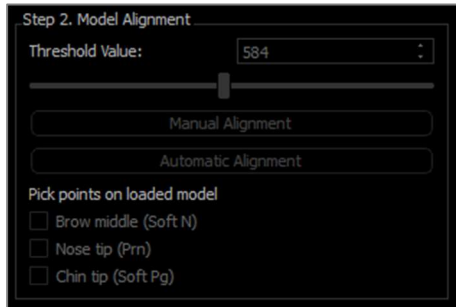 Step 2. Model Alignment
Threshold Value: 584
Manual Alignment
Automatic Alignment
Pick points on loaded model
Brow middle (Soft N)
Nose tip (Prn)
Chin tip (Soft Pg)